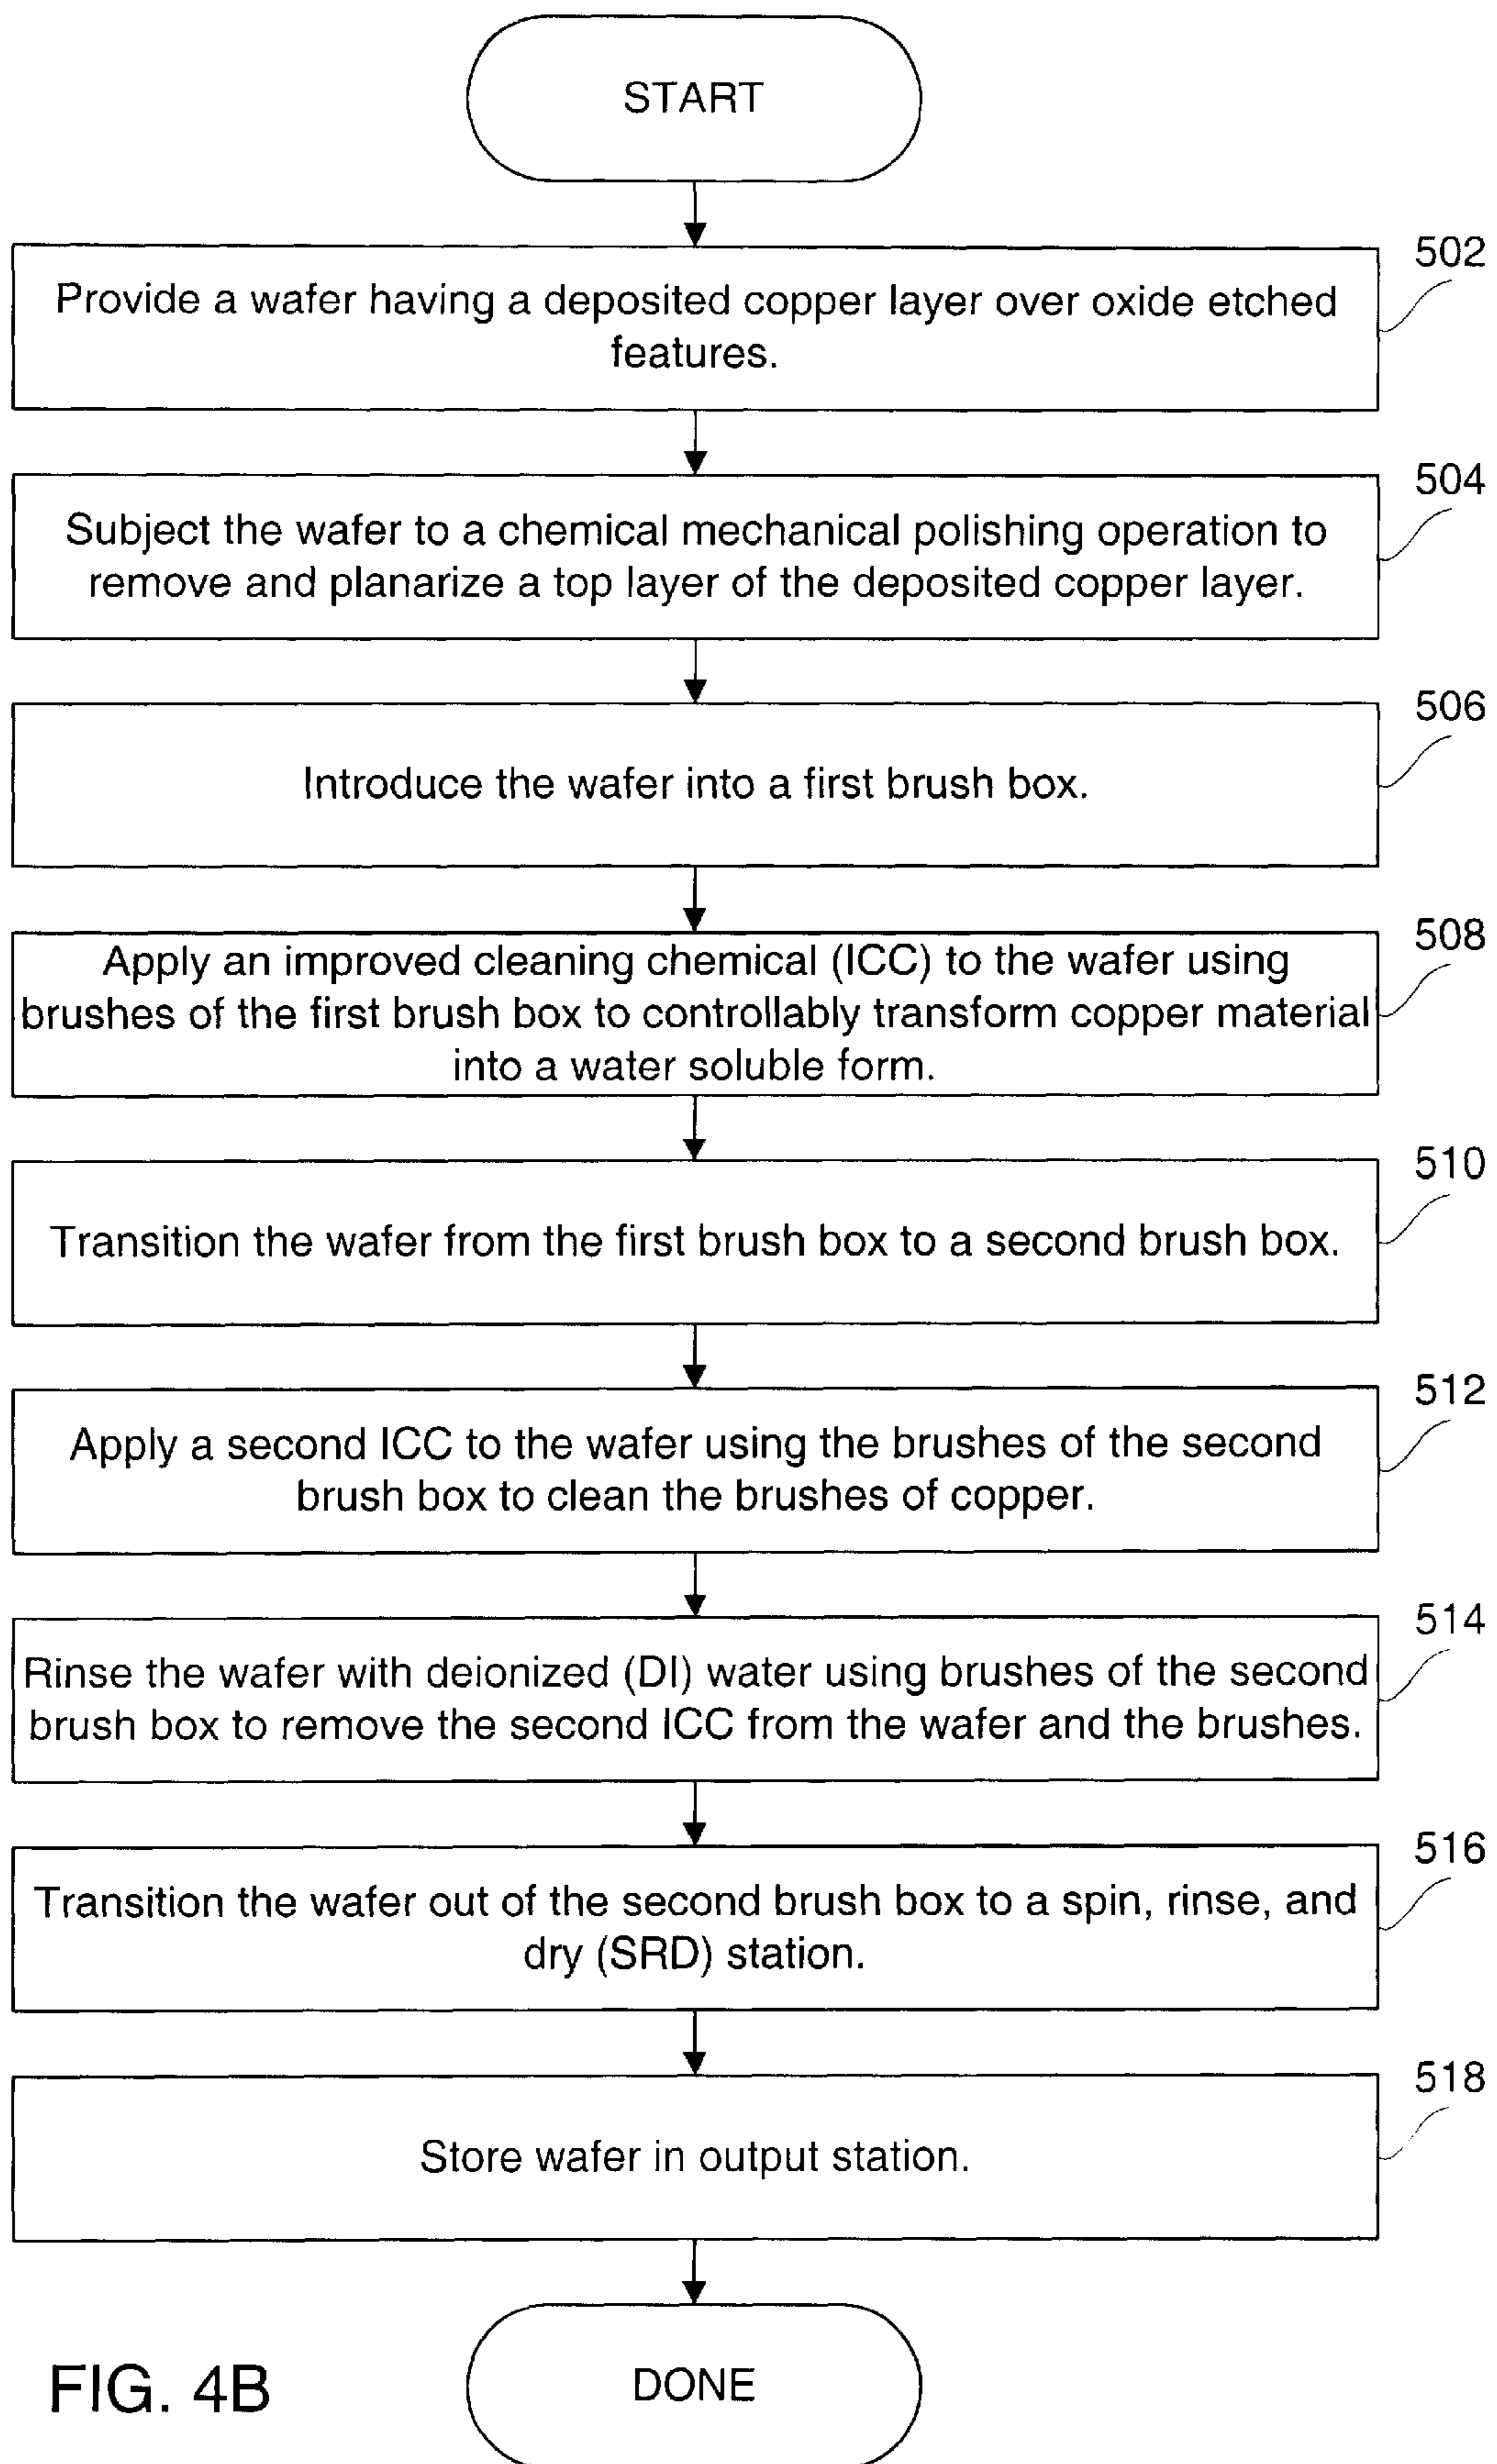 START
502
Provide a wafer having a deposited copper layer over oxide etched
features.
504
Subject the wafer to a chemical mechanical polishing operation to
remove and planarize a top layer of the deposited copper layer.
506
Introduce the wafer into a first brush box.
508
Apply an improved cleaning chemical (ICC) to the wafer using
brushes of the first brush box to controllably transform copper material
into a water soluble form.
510
Transition the wafer from the first brush box to a second brush box.
512
Apply a second ICC to the wafer using the brushes of the second
brush box to clean the brushes of copper.
514
Rinse the wafer with deionized (DI) water using brushes of the second
brush box to remove the second ICC from the wafer and the brushes.
516
Transition the wafer out of the second brush box to a spin, rinse, and
dry (SRD) station.
518
Store wafer in output station.
DONE
FIG. 4B